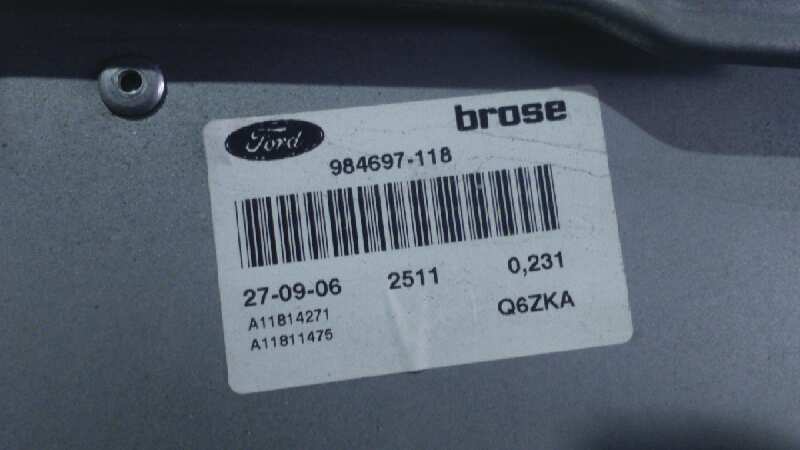 Ford brose
984697-118
27-09-06 2511 0,231
A11814271 Q6ZKA
A11811475